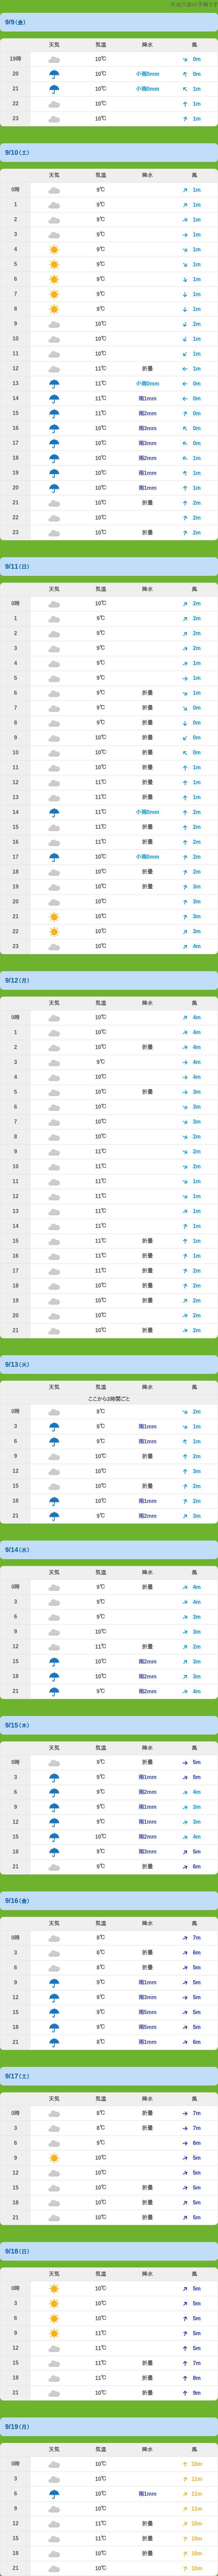 9/9(金)
天気 気温 降水 風
19時 10℃ 0m
20 10℃ 小雨0mm 0m
21 10℃ 小雨0mm 1m
22 10℃ 1m
23 10℃ 1m
9/10(土)
天気 気温 降水 風
0時 9℃ 1m
1 9℃ 1m
2 9℃ 1m
3 9℃ 1m
4 9℃ 1m
5 9℃ 1m
6 9℃ 1m
7 9℃ 1m
8 9℃ 1m
9 10℃ 2m
10 10℃ 1m
11 10℃ 1m
12 11℃ 折畳 1m
13 11℃ 小雨0mm 0m
14 11℃ 雨1mm 0m
15 11℃ 雨2mm 0m
16 10℃ 雨3mm 0m
17 10℃ 雨3mm 0m
18 10℃ 雨2mm 1m
19 10℃ 雨1mm 1m
20 10℃ 雨1mm 1m
21 10℃ 折畳 2m
22 10℃ 2m
23 10℃ 折畳 2m
9/11(日)
天気 気温 降水 風
0時 10℃ 2m
1 9℃ 2m
2 9℃ 2m
3 9℃ 2m
4 9℃ 1m
5 9℃ 1m
6 9℃ 折畳 1m
7 9℃ 折畳 0m
8 9℃ 折畳 0m
9 10℃ 折畳 0m
10 10℃ 折畳 0m
11 10℃ 折畳 1m
12 11℃ 折畳 1m
13 11℃ 折畳 1m
14 11℃ 小雨0mm 2m
15 11℃ 折畳 2m
16 11℃ 折畳 2m
17 10℃ 小雨0mm 2m
18 10℃ 折畳 2m
19 10℃ 折畳 3m
20 10℃ 3m
21 10℃ 3m
22 10℃ 3m
23 10℃ 4m
9/12(月)
天気 気温 降水 風
0時 10℃ 4m
1 10℃ 4m
2 10℃ 折畳 4m
3 9℃ 4m
4 10℃ 4m
5 10℃ 折畳 3m
6 10℃ 3m
7 10℃ 3m
8 10℃ 2m
9 11℃ 2m
10 11℃ 2m
11 11℃ 1m
12 11℃ 1m
13 11℃ 1m
14 11℃ 1m
15 11℃ 折畳 1m
16 11℃ 折畳 1m
17 11℃ 折畳 2m
18 10℃ 折畳 2m
19 10℃ 折畳 2m
20 10℃ 2m
21 10℃ 折畳 2m
9/13(火)
天気 気温 降水 風
ここから3時間ごと
0時 8℃ 2m
3 8℃ 雨1mm 1m
6 9℃ 雨1mm 1m
9 10℃ 折畳 2m
12 10℃ 3m
15 10℃ 折畳 2m
18 10℃ 雨1mm 2m
21 9℃ 雨2mm 3m
9/14(水)
天気 気温 降水 風
0時 9℃ 折畳 4m
3 9℃ 4m
6 9℃ 3m
9 10℃ 3m
12 11℃ 折畳 2m
15 10℃ 雨2mm 3m
18 10℃ 雨2mm 3m
21 9℃ 雨2mm 4m
9/15(木)
天気 気温 降水 風
0時 9℃ 折畳 5m
3 9℃ 雨1mm 5m
6 9℃ 雨2mm 4m
9 9℃ 雨1mm 3m
12 9℃ 雨1mm 3m
15 10℃ 雨2mm 4m
18 9℃ 雨3mm 5m
21 9℃ 折畳 6m
9/16(金)
天気 気温 降水 風
0時 8℃ 7m
3 8℃ 折畳 6m
6 8℃ 折畳 5m
9 9℃ 雨1mm 5m
12 9℃ 雨3mm 5m
15 9℃ 雨5mm 5m
18 9℃ 雨5mm 5m
21 8℃ 雨1mm 6m
9/17(土)
天気 気温 降水 風
0時 8℃ 折畳 7m
3 8℃ 折畳 7m
6 9℃ 6m
9 10℃ 5m
12 10℃ 5m
15 10℃ 折畳 5m
18 10℃ 折畳 5m
21 10℃ 折畳 5m
9/18(日)
天気 気温 降水 風
0時 10℃ 5m
3 10℃ 5m
6 10℃ 5m
9 11℃ 5m
12 11℃ 5m
15 11℃ 折畳 7m
18 11℃ 折畳 8m
21 10℃ 折畳 9m
9/19(月)
天気 気温 降水 風
0時 10℃ 10m
3 10℃ 11m
6 10℃ 雨1mm 11m
9 10℃ 11m
12 11℃ 折畳 10m
15 11℃ 折畳 10m
18 10℃ 折畳 10m
21 10℃ 10m